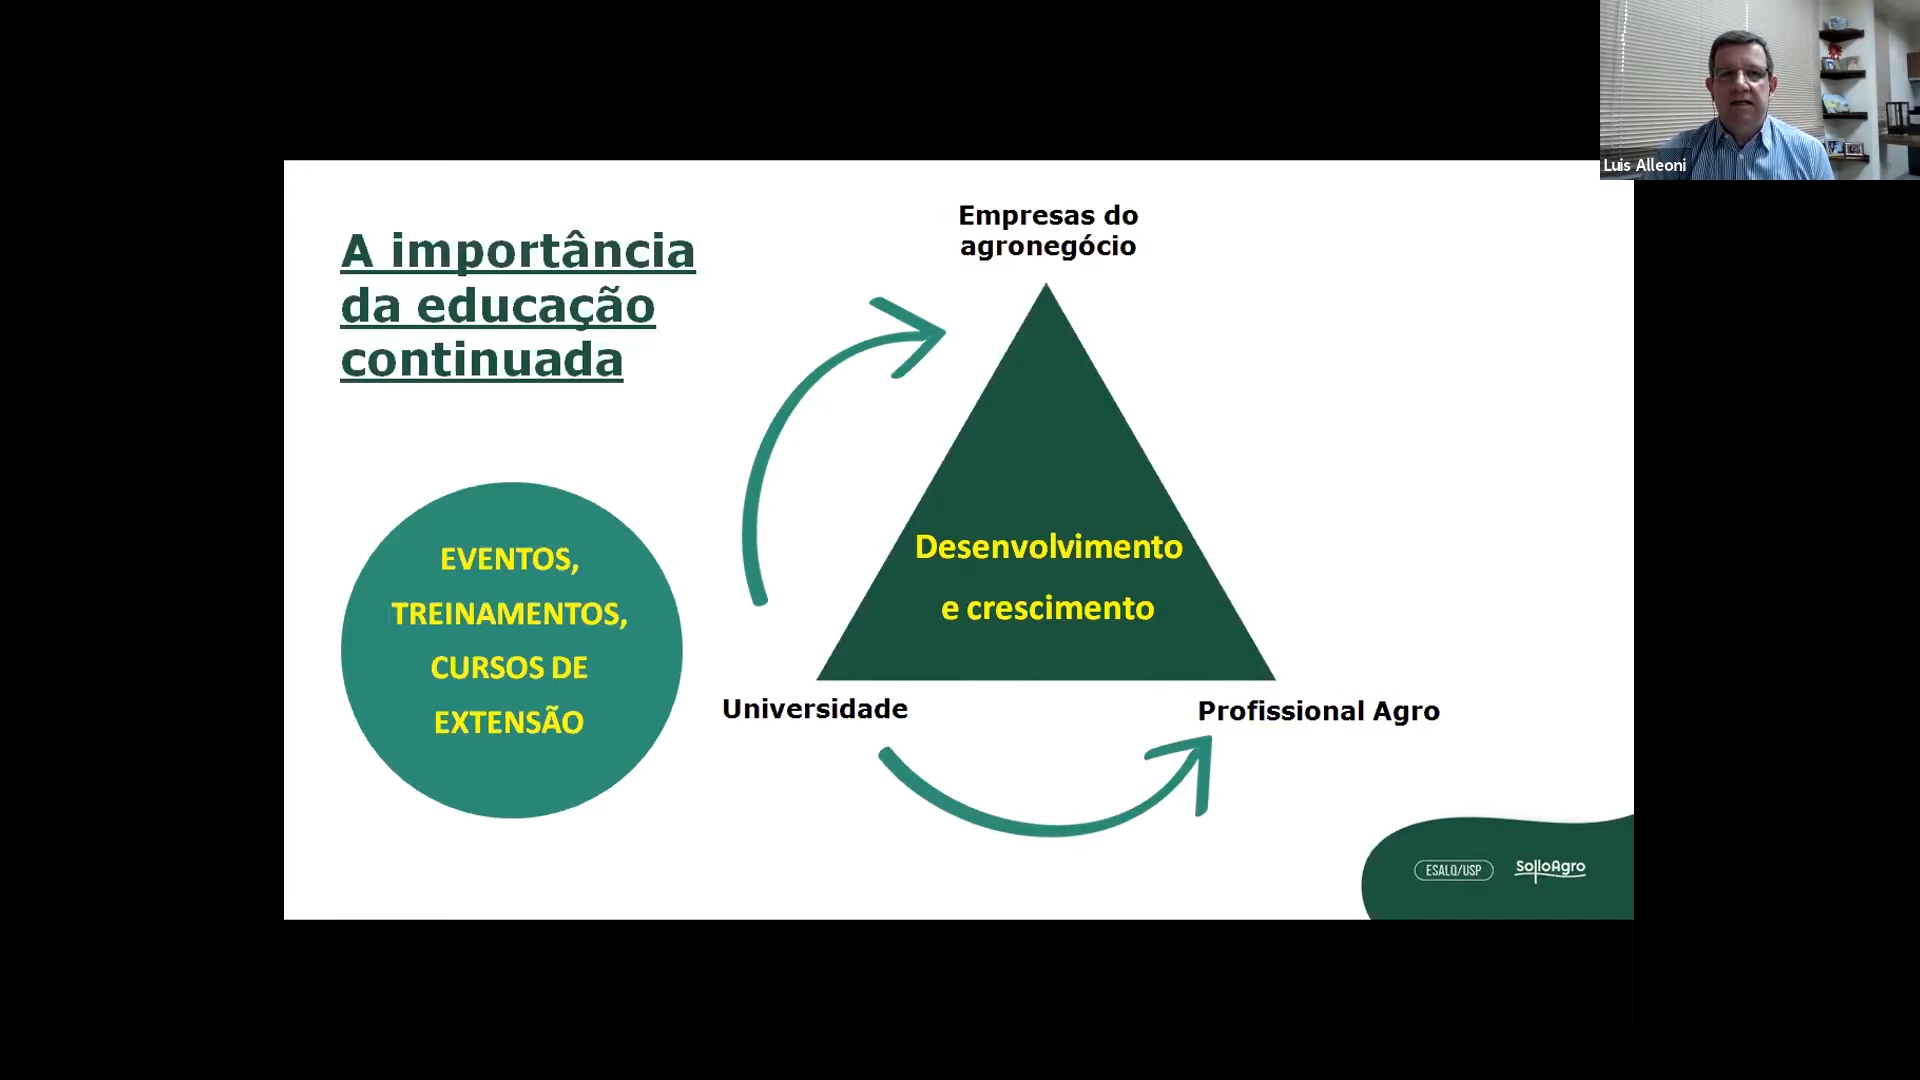 Luis Alleoni
A importância
da educação
continuada
Empresas do
agronegócio
EVENTOS,
TREINAMENTOS,
CURSOS DE
EXTENSÃO
Desenvolvimento
e crescimento
Universidade
Profissional Agro
ESALQ/USP
SolloAgro